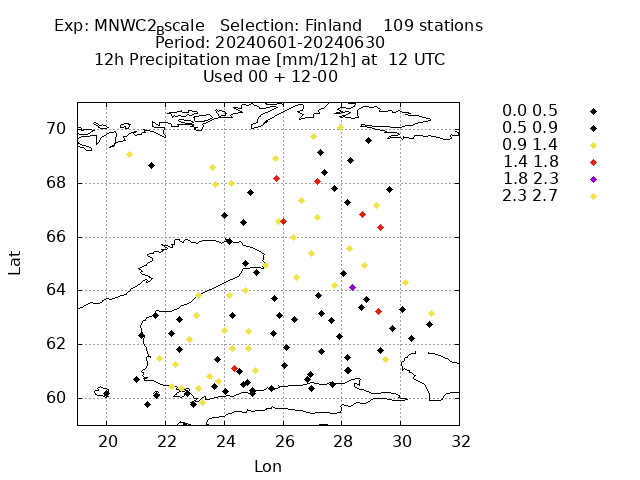 Exp: MNWC2_Bscale   Selection: Finland    109 stations
Period: 20240601-20240630
12h Precipitation mae [mm/12h] at  12 UTC
Used 00 + 12-00
0.0 0.5
0.5 0.9
0.9 1.4
1.4 1.8
1.8 2.3
2.3 2.7
70
68
66
64
62
60
Lat
20 22 24 26 28 30 32
Lon